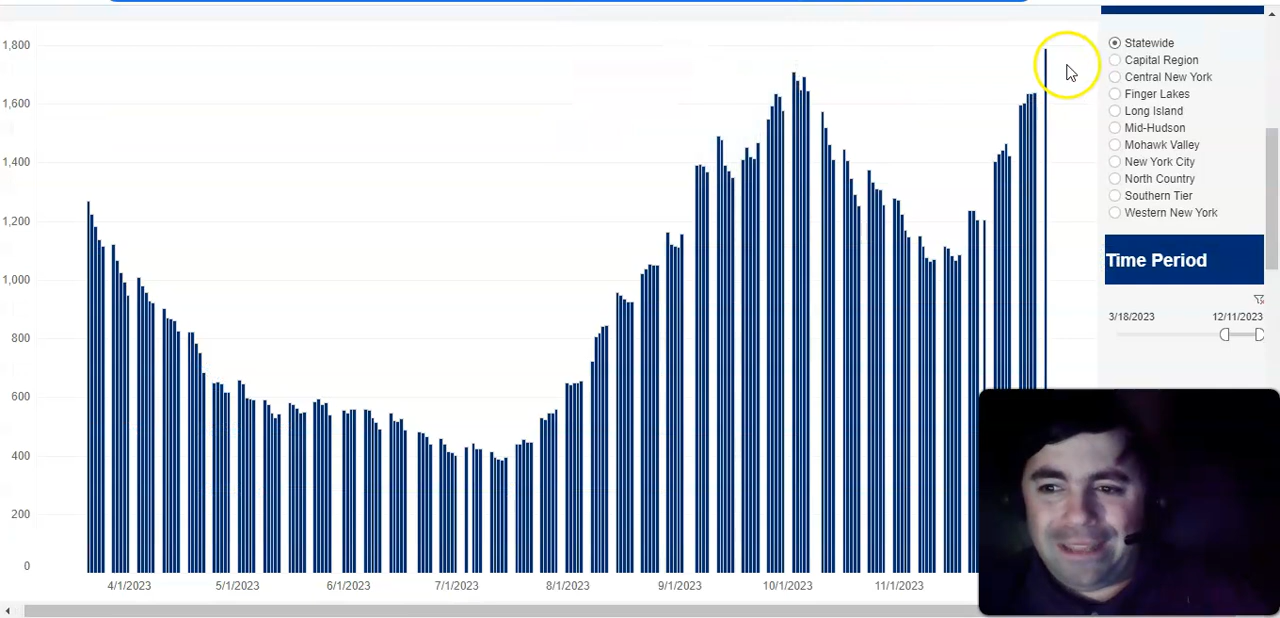 1,800
1,600
1,400
1,200
1,000
800
600
400
200
0
4/1/2023 5/1/2023 6/1/2023 7/1/2023 8/1/2023 9/1/2023 10/1/2023 11/1/2023
Statewide
Capital Region
Central New York
Finger Lakes
Long Island
Mid-Hudson
Mohawk Valley
New York City
North Country
Southern Tier
Western New York
Time Period
3/18/2023 12/11/2023